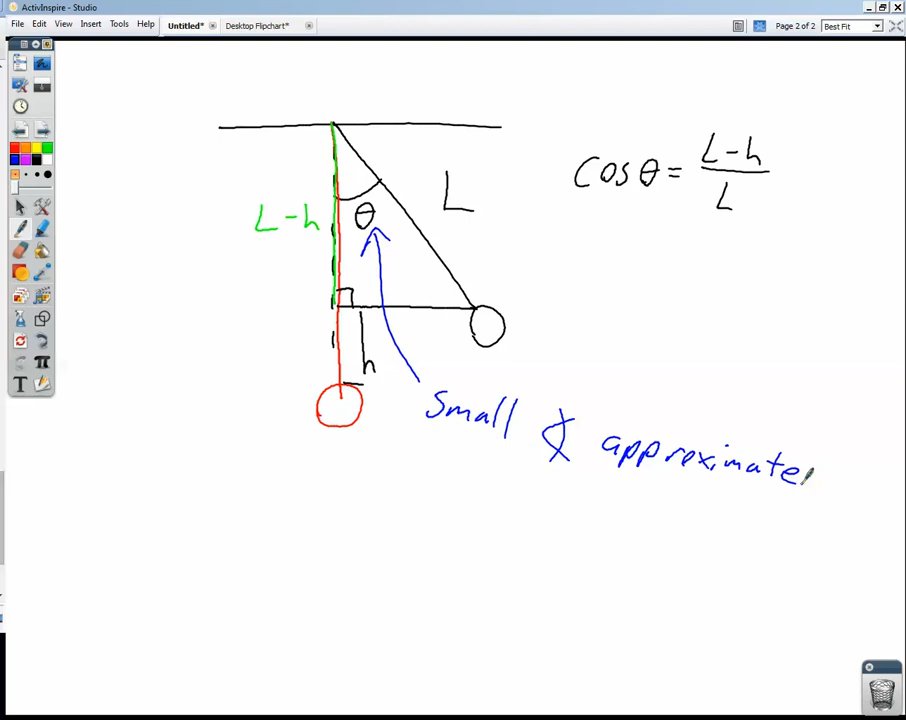 ActivInspire - Studio
File Edit View Insert Tools Help Untitled* Desktop Flipchart* Page 2 of 2 Best Fit
Cos θ = L-h / L
L-h θ L
h
Small & approximate
T